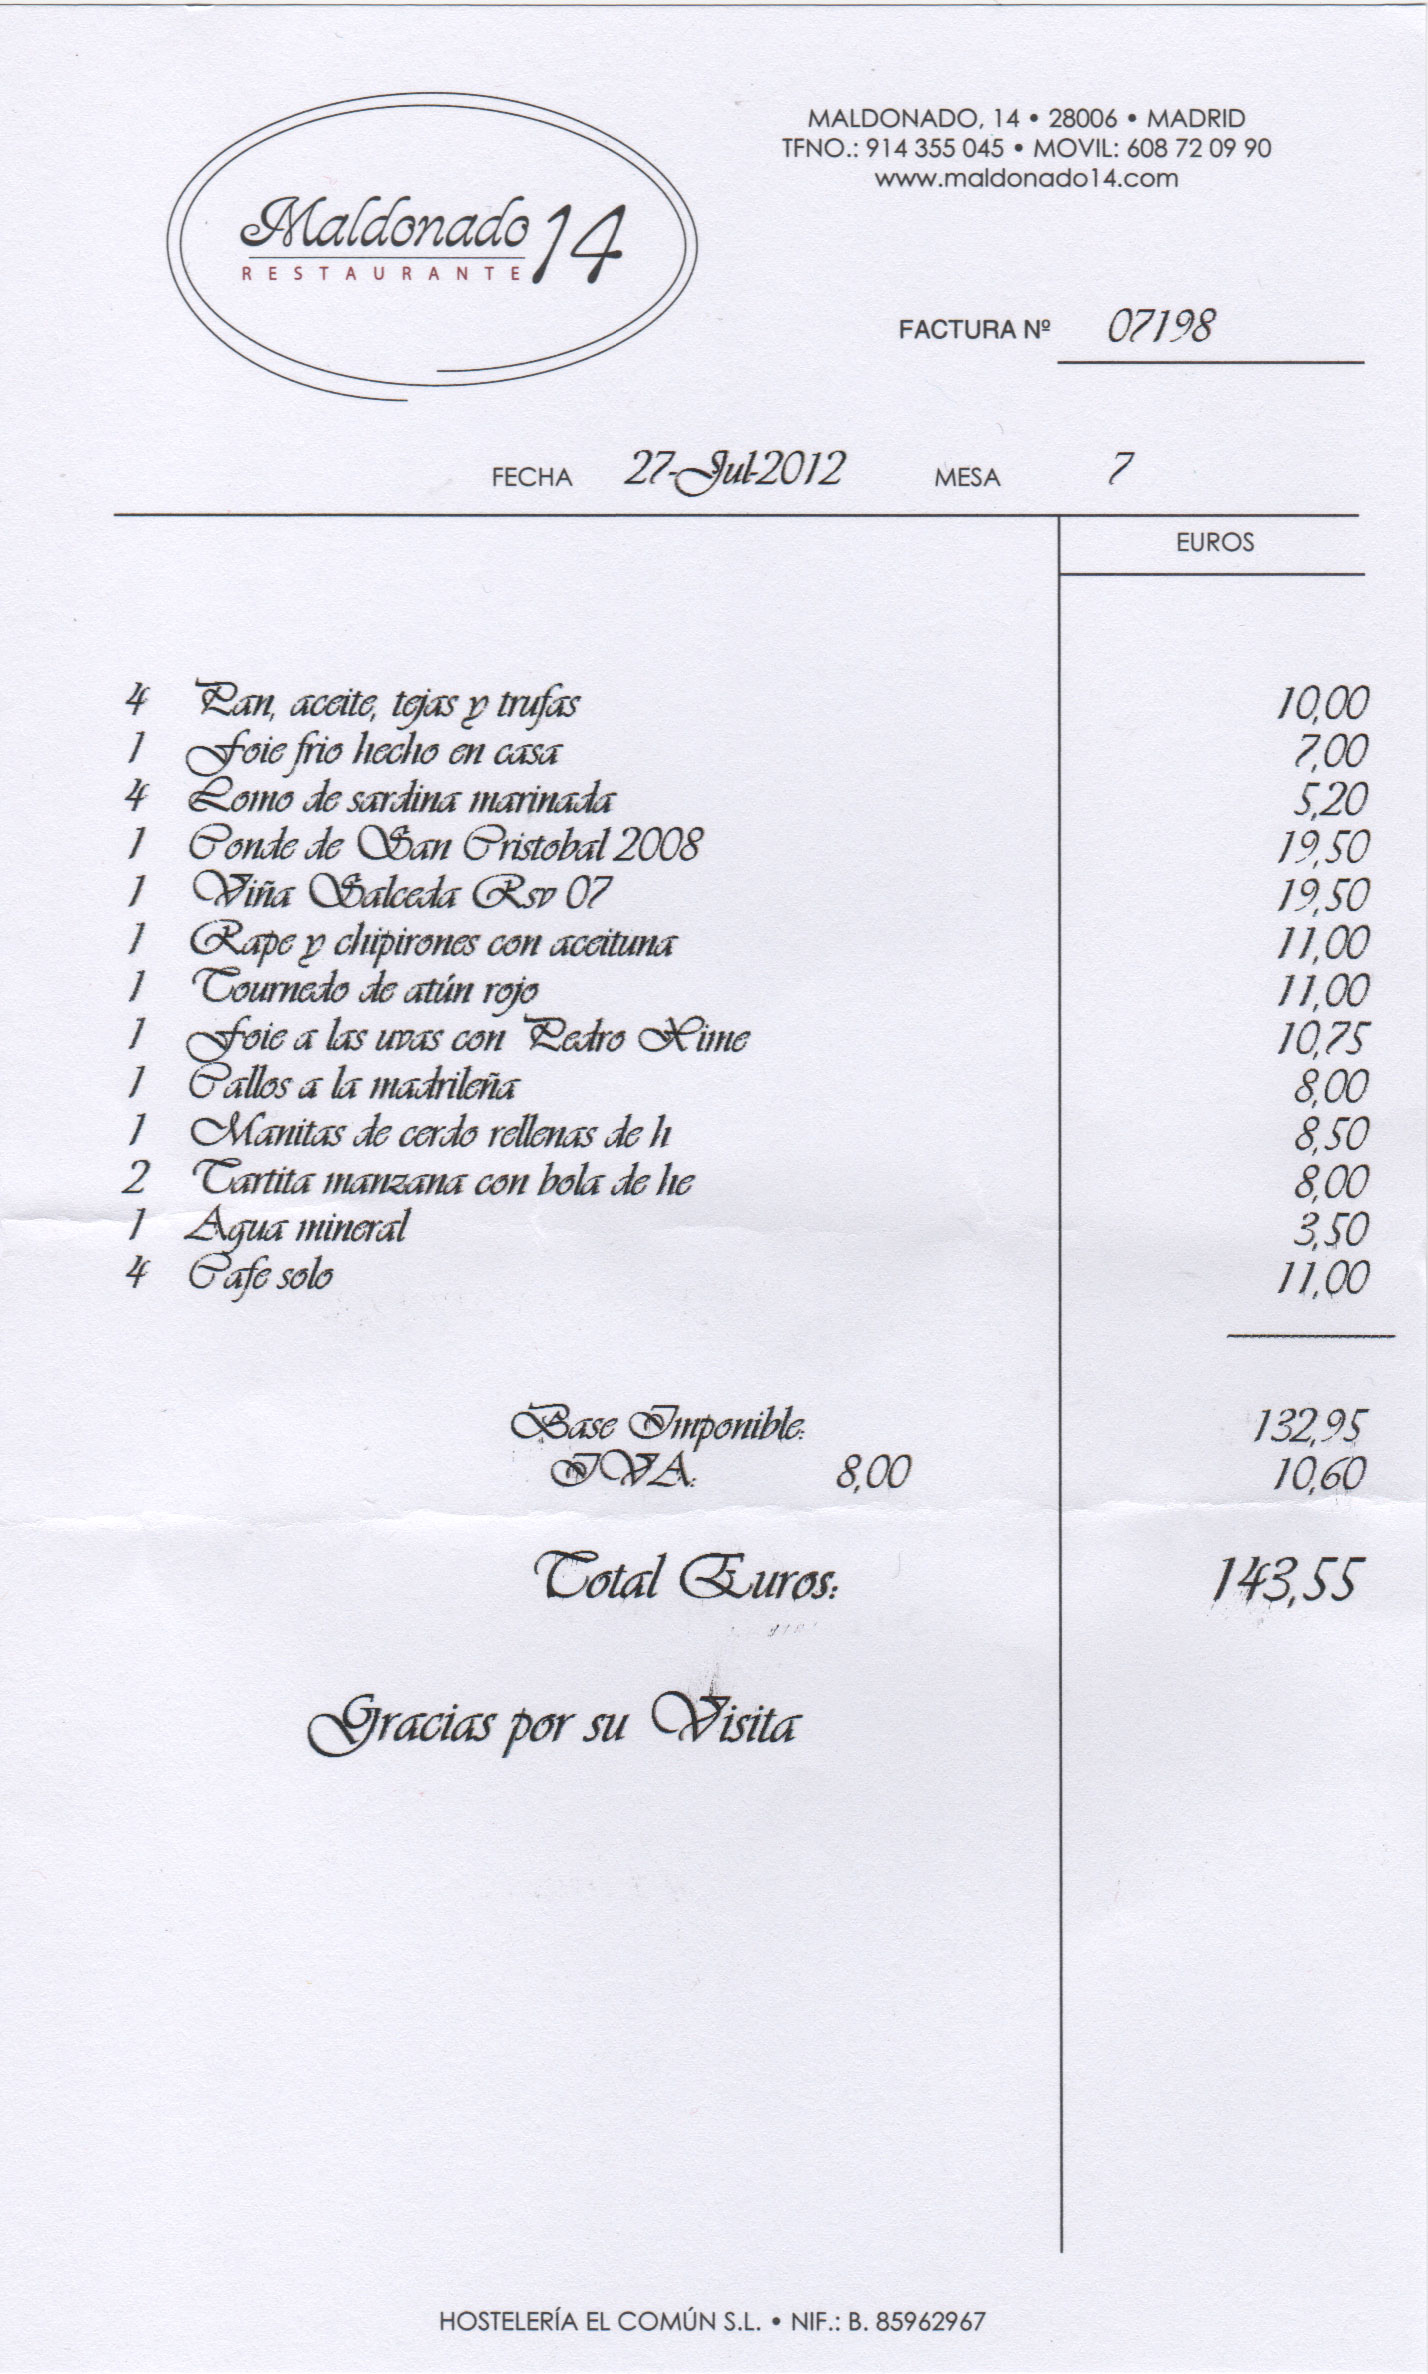 Maldonado 14
RESTAURANTE
MALDONADO, 14 • 28006 • MADRID
TFNO.: 914 355 045 • MOVIL: 608 72 09 90
www.maldonado14.com
FACTURA Nº 07198
FECHA 27-Jul-2012 MESA 7
EUROS
4 Pan, aceite, tejas y trufas 10,00
1 Foie frio hecho en casa 7,00
4 Lomo de sardina marinada 5,20
1 Conde de San Cristobal 2008 19,50
1 Viña Salceda Rsv 07 19,50
1 Rape y chipirones con aceituna 11,00
1 Tournedo de atún rojo 11,00
1 Foie a las uvas con Pedro Xime 10,75
1 Callos a la madrileña 8,00
1 Manitas de cerdo rellenas de h 8,50
2 Tartita manzana con bola de he 8,00
1 Agua mineral 3,50
4 Cafe solo 11,00
Base Imponible: 132,95
IVA: 8,00 10,60
Total Euros: 143,55
Gracias por su Visita
HOSTELERÍA EL COMÚN S.L. • NIF.: B. 85962967